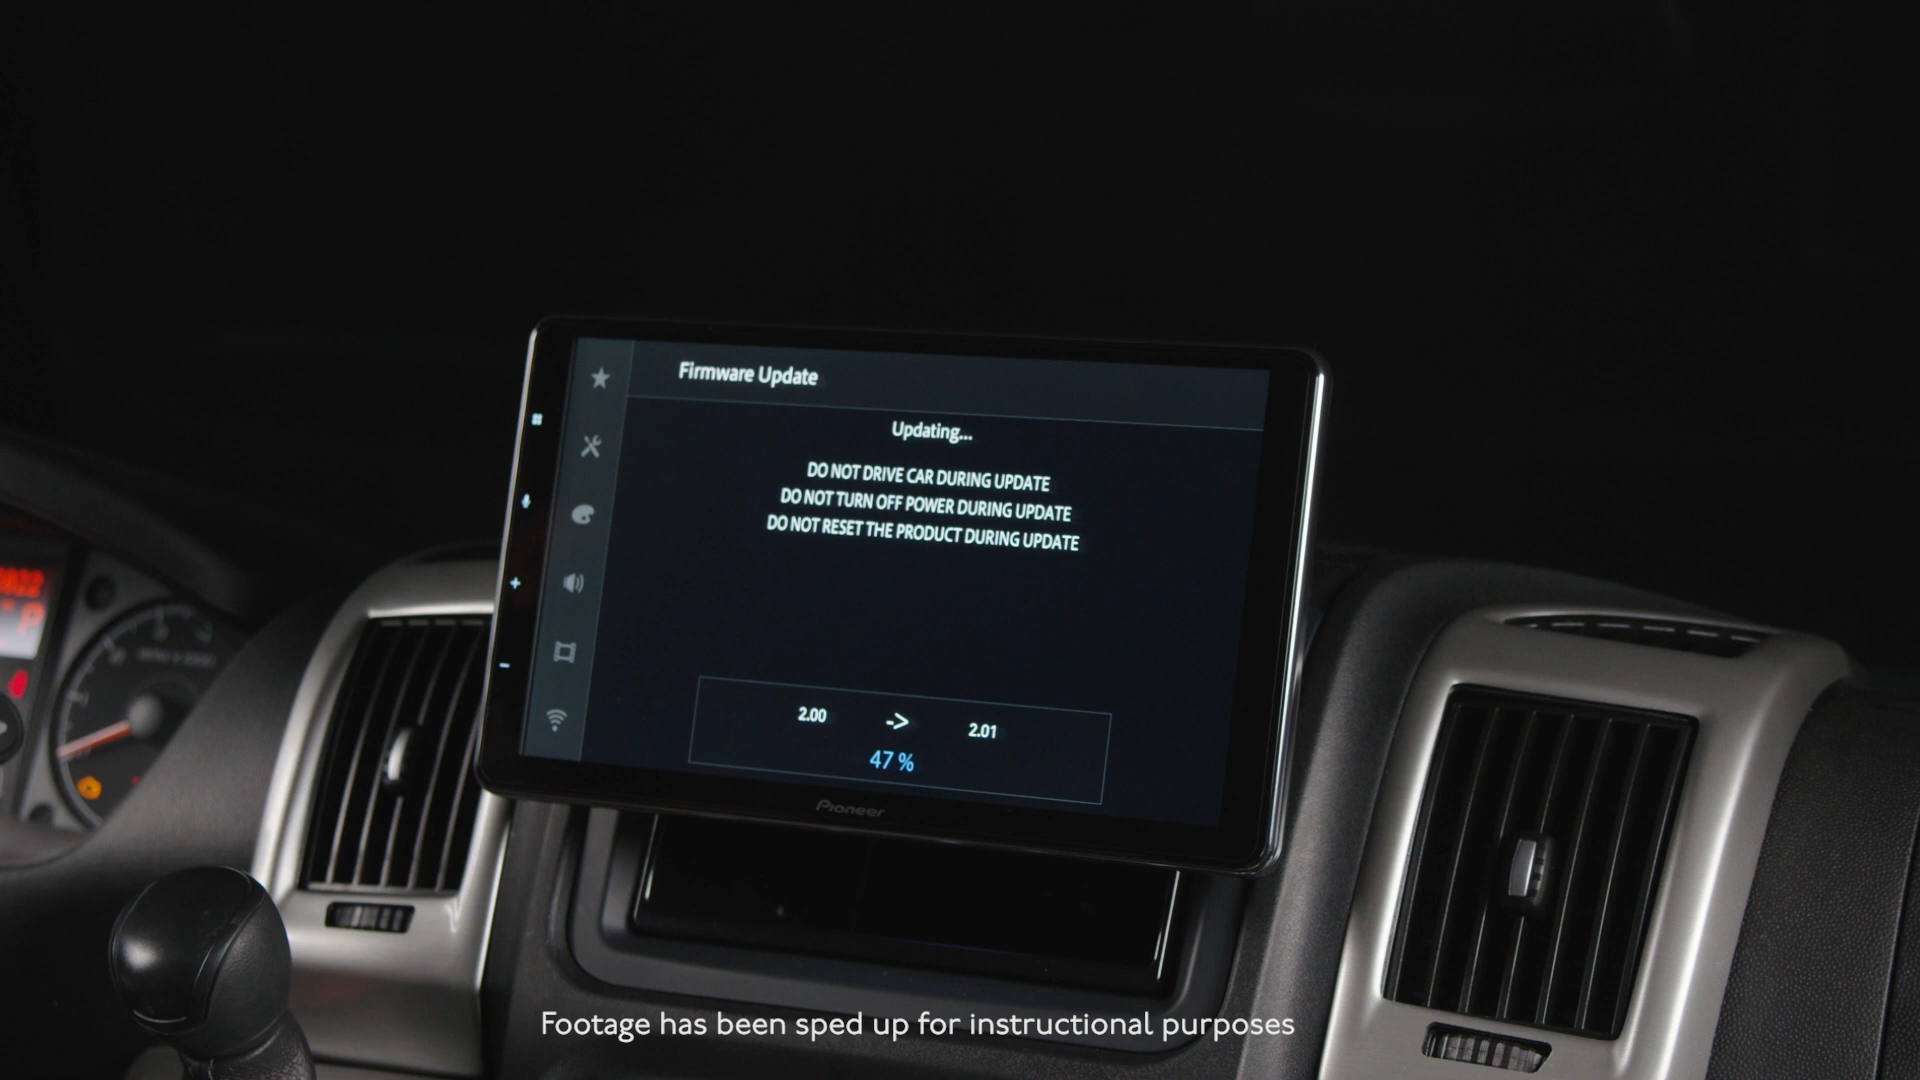 Firmware Update
Updating...
DO NOT DRIVE CAR DURING UPDATE
DO NOT TURN OFF POWER DURING UPDATE
DO NOT RESET THE PRODUCT DURING UPDATE
2.00 -> 2.01
47 %
Pioneer
Footage has been sped up for instructional purposes